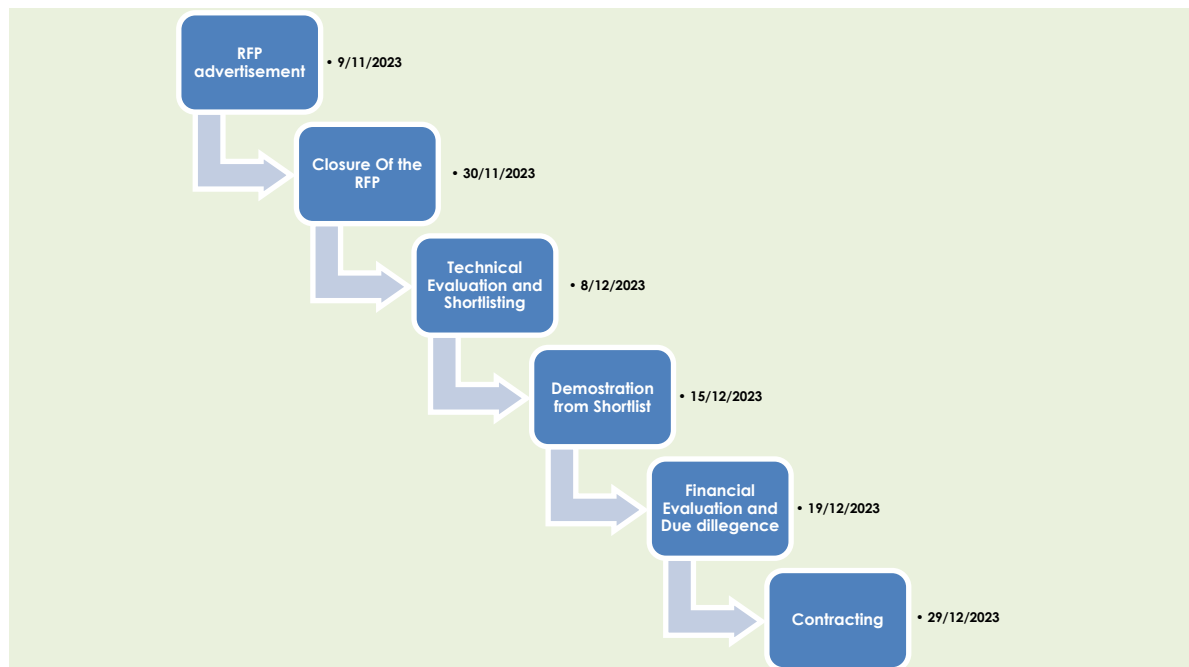 RFP
advertisement
• 9/11/2023
Closure Of the
RFP
• 30/11/2023
Technical
Evaluation and
Shortlisting
• 8/12/2023
Demostration
from Shortlist
• 15/12/2023
Financial
Evaluation and
Due dillegence
• 19/12/2023
Contracting
• 29/12/2023